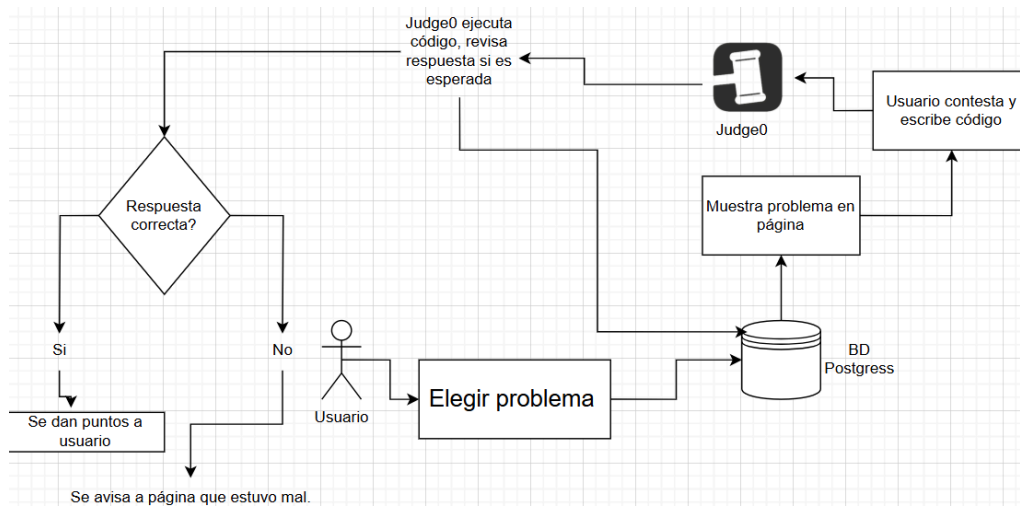 Judge0 ejecuta
código, revisa
respuesta si es
esperada
Judge0
Usuario contesta y
escribe código
Respuesta
correcta?
Muestra problema en
página
Si
No
Usuario
Elegir problema
BD
Postgress
Se dan puntos a
usuario
Se avisa a página que estuvo mal.